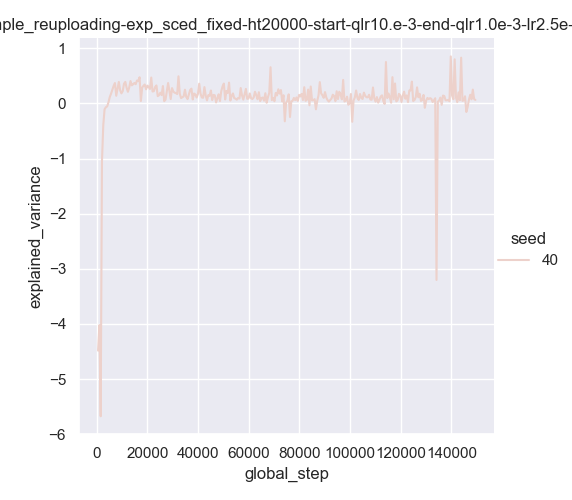 nple_reuploading-exp_sced_fixed-ht20000-start-qlr10.e-3-end-qlr1.0e-3-lr2.5e-
1
0
−1
−2
−3
−4
−5
−6
explained_variance
0 20000 40000 60000 80000 100000 120000 140000
global_step
seed
40